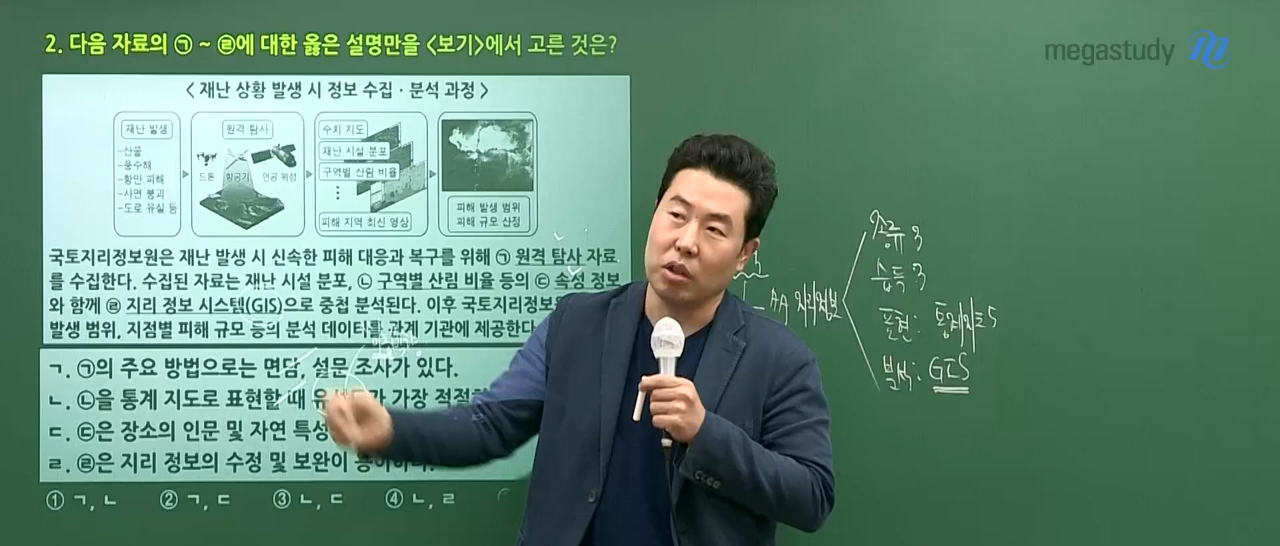 2. 다음 자료의 ㉠ ~ ㉣에 대한 옳은 설명만을 <보기>에서 고른 것은?
megastudy
< 재난 상황 발생 시 정보 수집 · 분석 과정 >
재난 발생
-산불
-풍수해
-항만 피해
-사면 붕괴
-도로 유실 등
원격 탐사
드론
항공기
인공 위성
수치 지도
재난 시설 분포
구역별 산림 비율
피해 지역 최신 영상
피해 발생 범위
피해 규모 산정
국토지리정보원은 재난 발생 시 신속한 피해 대응과 복구를 위해 ㉠ 원격 탐사 자료
를 수집한다. 수집된 자료는 재난 시설 분포, ㉡ 구역별 산림 비율 등의 ㉢ 속성 정보
와 함께 ㉣ 지리 정보 시스템(GIS)으로 중첩 분석된다. 이후 국토지리정보원
발생 범위, 지점별 피해 규모 등의 분석 데이터를 관계 기관에 제공한다
ㄱ. ㉠의 주요 방법으로는 면담, 설문 조사가 있다.
ㄴ. ㉡을 통계 지도로 표현할 때 가장 적절
ㄷ. ㉢은 장소의 인문 및 자연 특성
ㄹ. ㉣은 지리 정보의 수정 및 보완이
① ㄱ, ㄴ
② ㄱ, ㄷ
③ ㄴ, ㄷ
④ ㄴ, ㄹ
지리정보
종류 3
습득 3
표현: 통계지도 5
분석: GIS